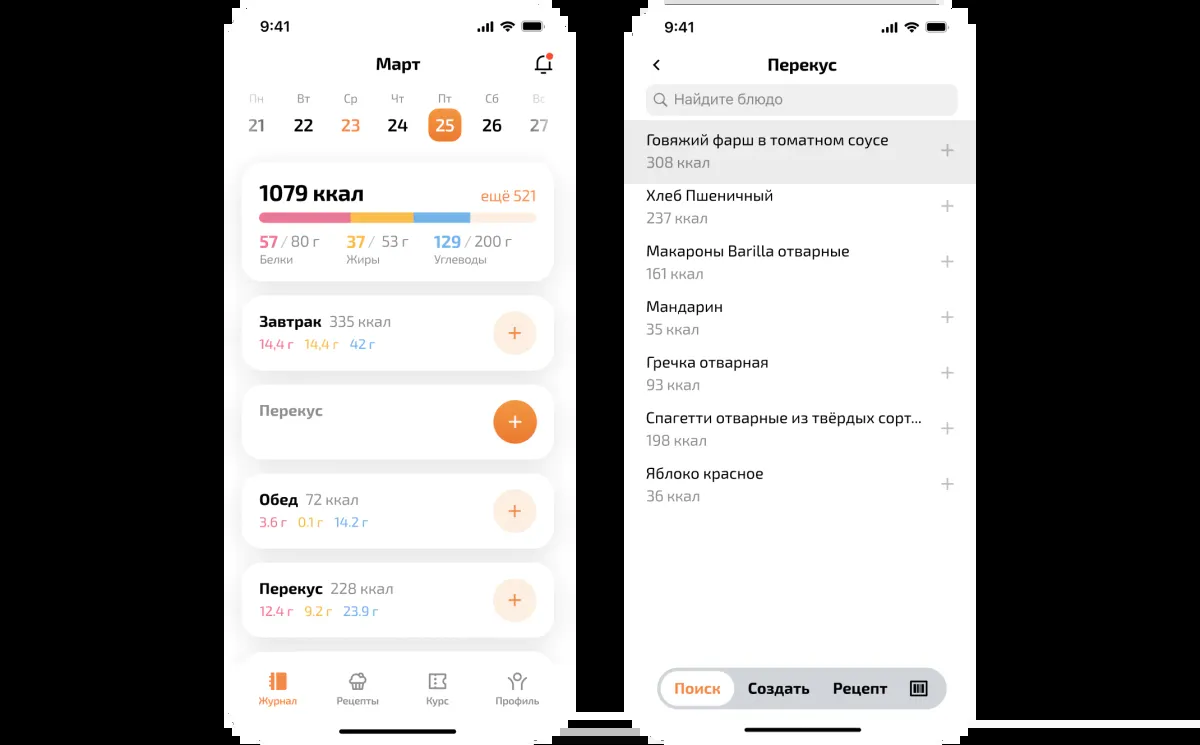 9:41
Март
Пн Вт Ср Чт Пт Сб Вс
21 22 23 24 25 26 27
1079 ккал ещё 521
57 / 80 г 37 / 53 г 129 / 200 г
Белки Жиры Углеводы
Завтрак 335 ккал
14,4 г 14,4 г 42 г
Перекус
Обед 72 ккал
3.6 г 0.1 г 14.2 г
Перекус 228 ккал
12.4 г 9.2 г 23.9 г
Журнал Рецепты Курс Профиль
9:41
Перекус
Найдите блюдо
Говяжий фарш в томатном соусе
308 ккал
Хлеб Пшеничный
237 ккал
Макароны Barilla отварные
161 ккал
Мандарин
35 ккал
Гречка отварная
93 ккал
Спагетти отварные из твёрдых сорт...
198 ккал
Яблоко красное
36 ккал
Поиск Создать Рецепт